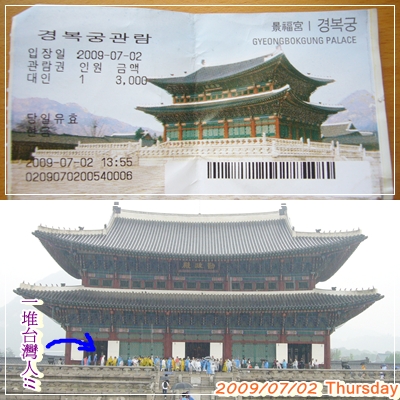 경복궁관람
景福宮 | 경복궁
GYEONGBOKGUNG PALACE
입장일 2009-07-02
관람권 인원 금액
대인 1 3,000
당일유효
2009-07-02 13:55
0209070200540006
一堆台灣人!!
2009/07/02 Thursday